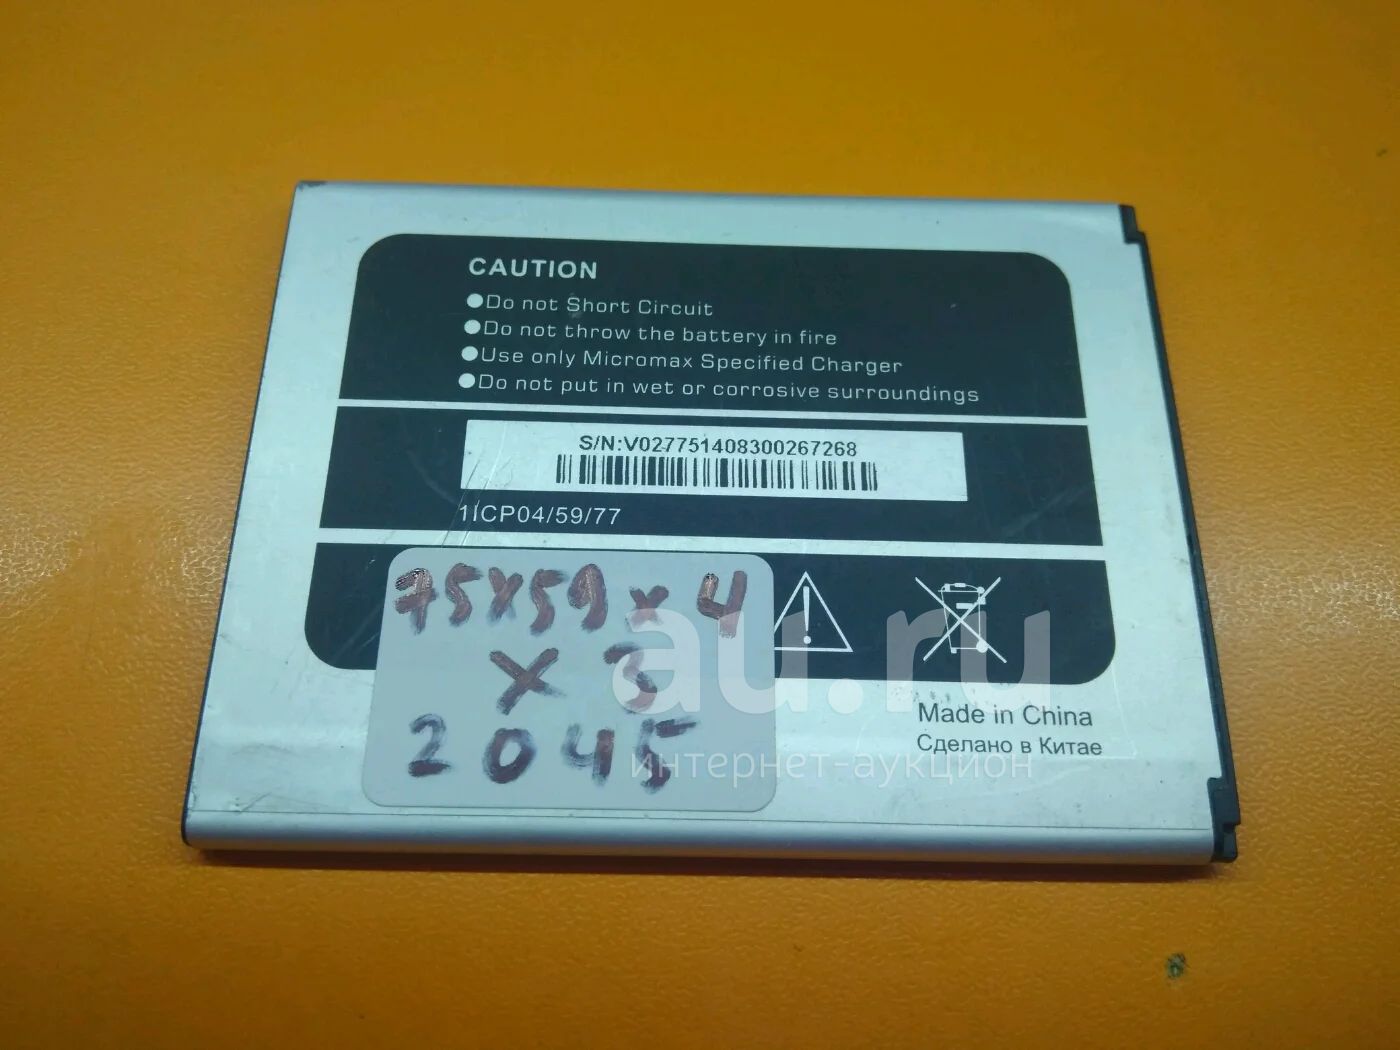 CAUTION
●Do not Short Circuit
●Do not throw the battery in fire
●Use only Micromax Specified Charger
●Do not put in wet or corrosive surroundings
S/N:V027751408300267268
1ICP04/59/77
75x59x4
x 3
2045
au.ru
интернет-аукцион
Made in China
Сделано в Китае